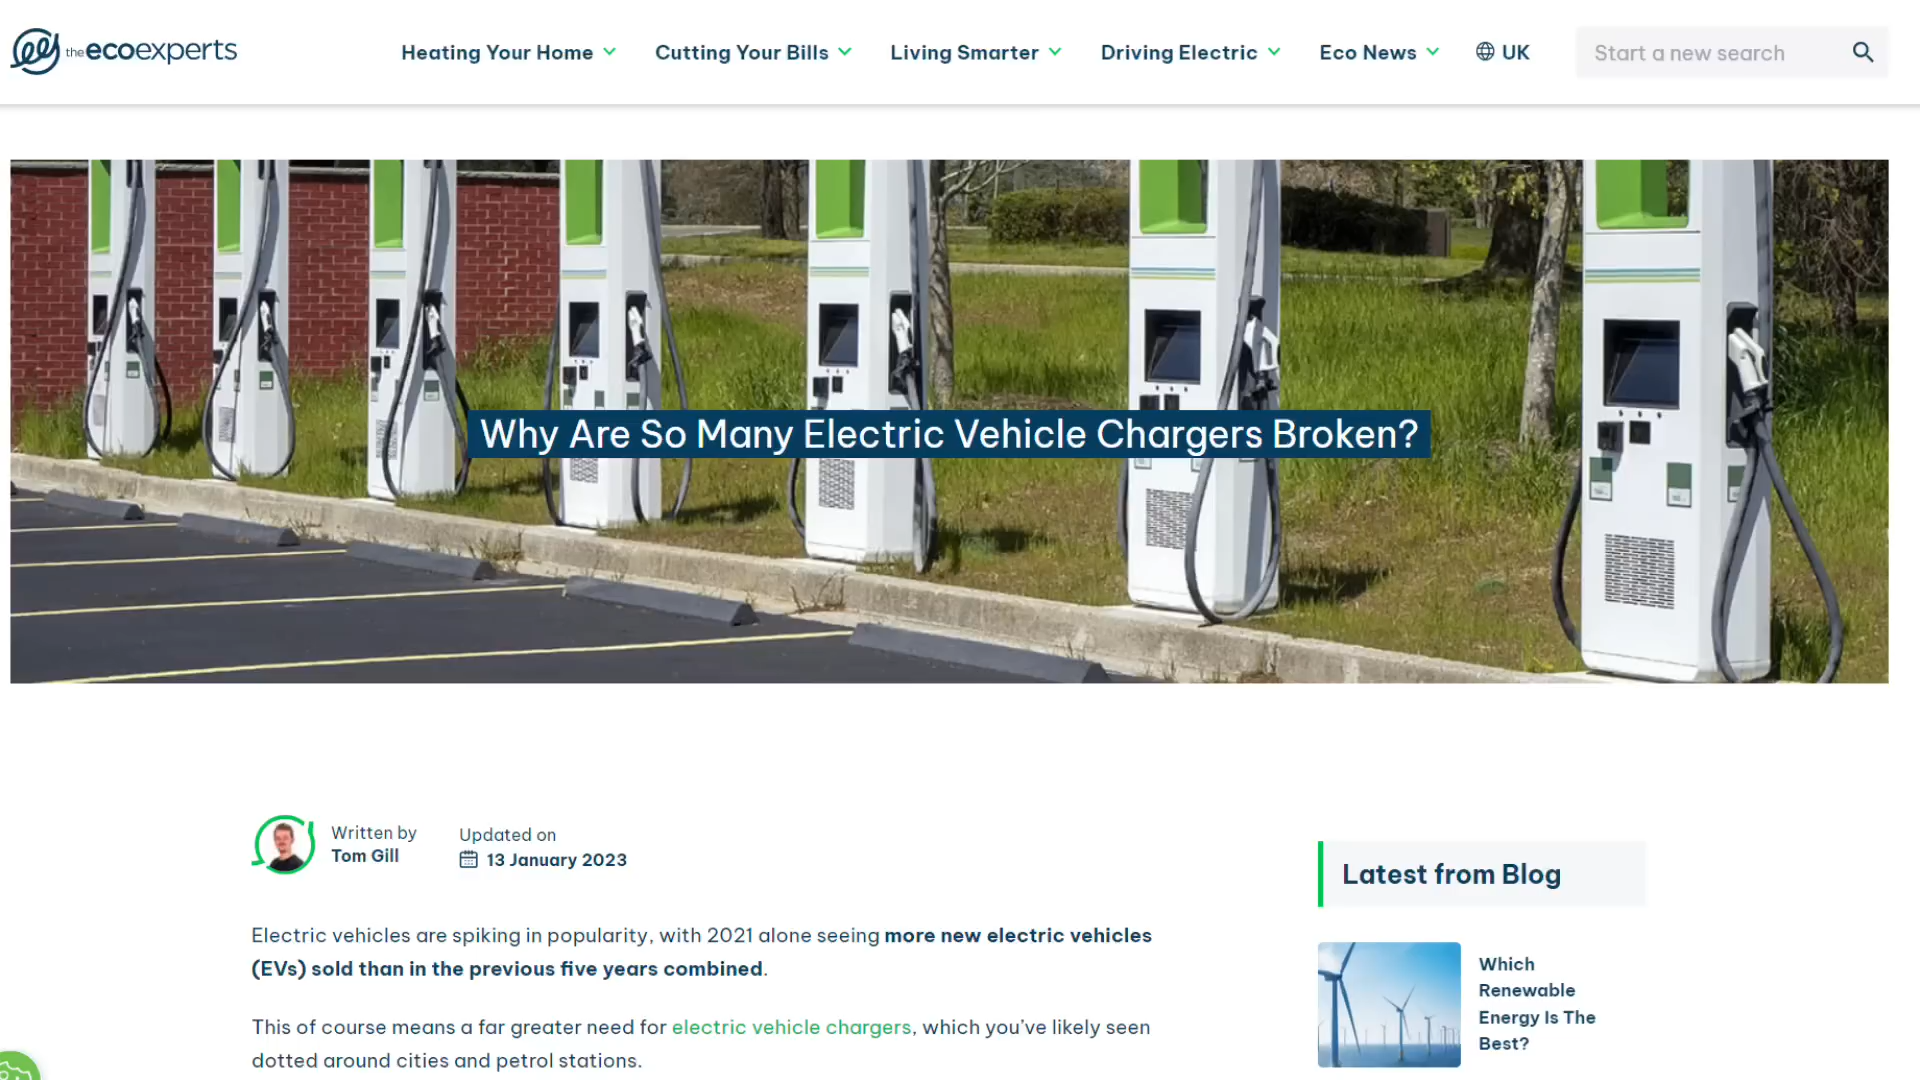 theecoexperts
Heating Your Home
Cutting Your Bills
Living Smarter
Driving Electric
Eco News
UK
Start a new search
Why Are So Many Electric Vehicle Chargers Broken?
Written by
Tom Gill
Updated on
13 January 2023
Electric vehicles are spiking in popularity, with 2021 alone seeing more new electric vehicles
(EVs) sold than in the previous five years combined.
This of course means a far greater need for electric vehicle chargers, which you’ve likely seen
dotted around cities and petrol stations.
Latest from Blog
Which
Renewable
Energy Is The
Best?